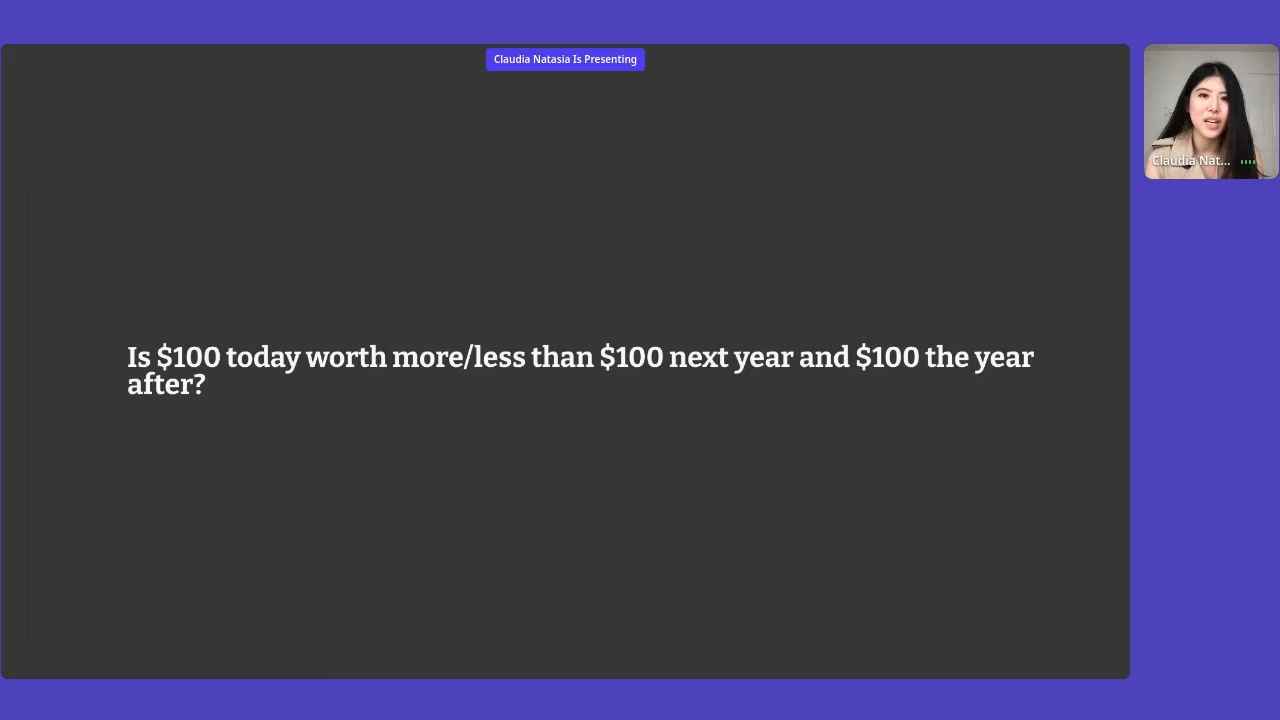 Claudia Natasia Is Presenting
Claudia Nat...
Is $100 today worth more/less than $100 next year and $100 the year
after?